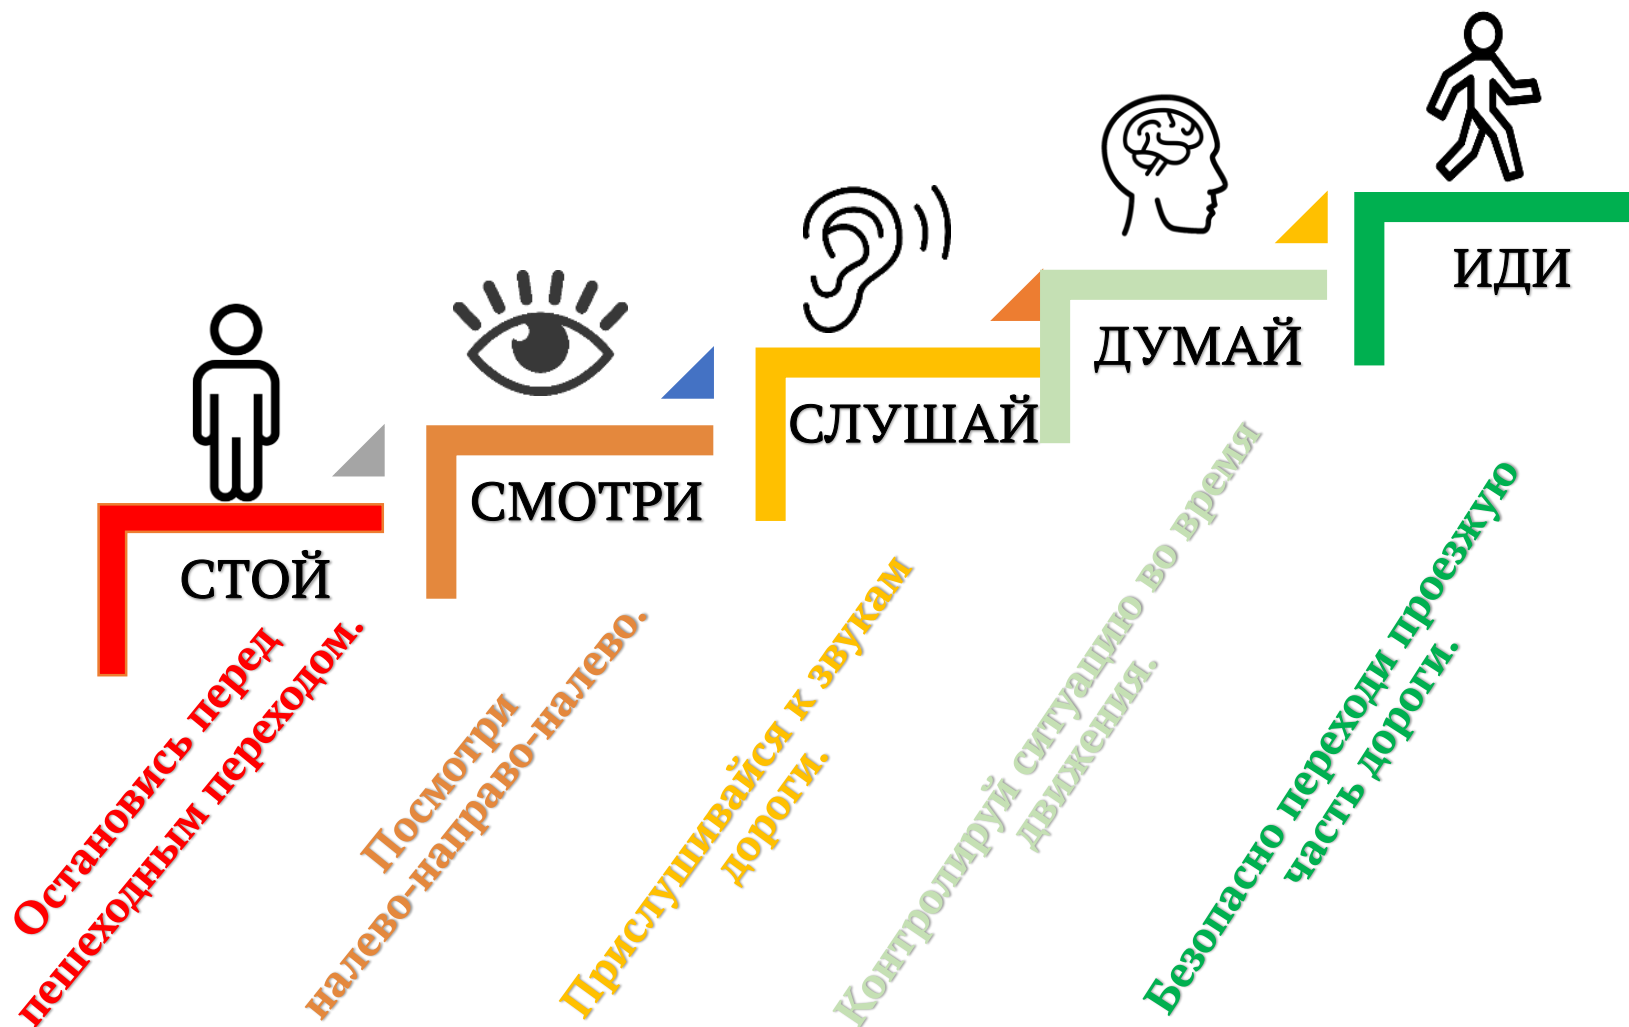 СТОЙ
Остановись перед
пешеходным переходом.
СМОТРИ
Посмотри
налево-направо-налево.
СЛУШАЙ
Прислушивайся к звукам
дороги.
ДУМАЙ
Контролируй ситуацию во время
движения.
ИДИ
Безопасно переходи проезжую
часть дороги.